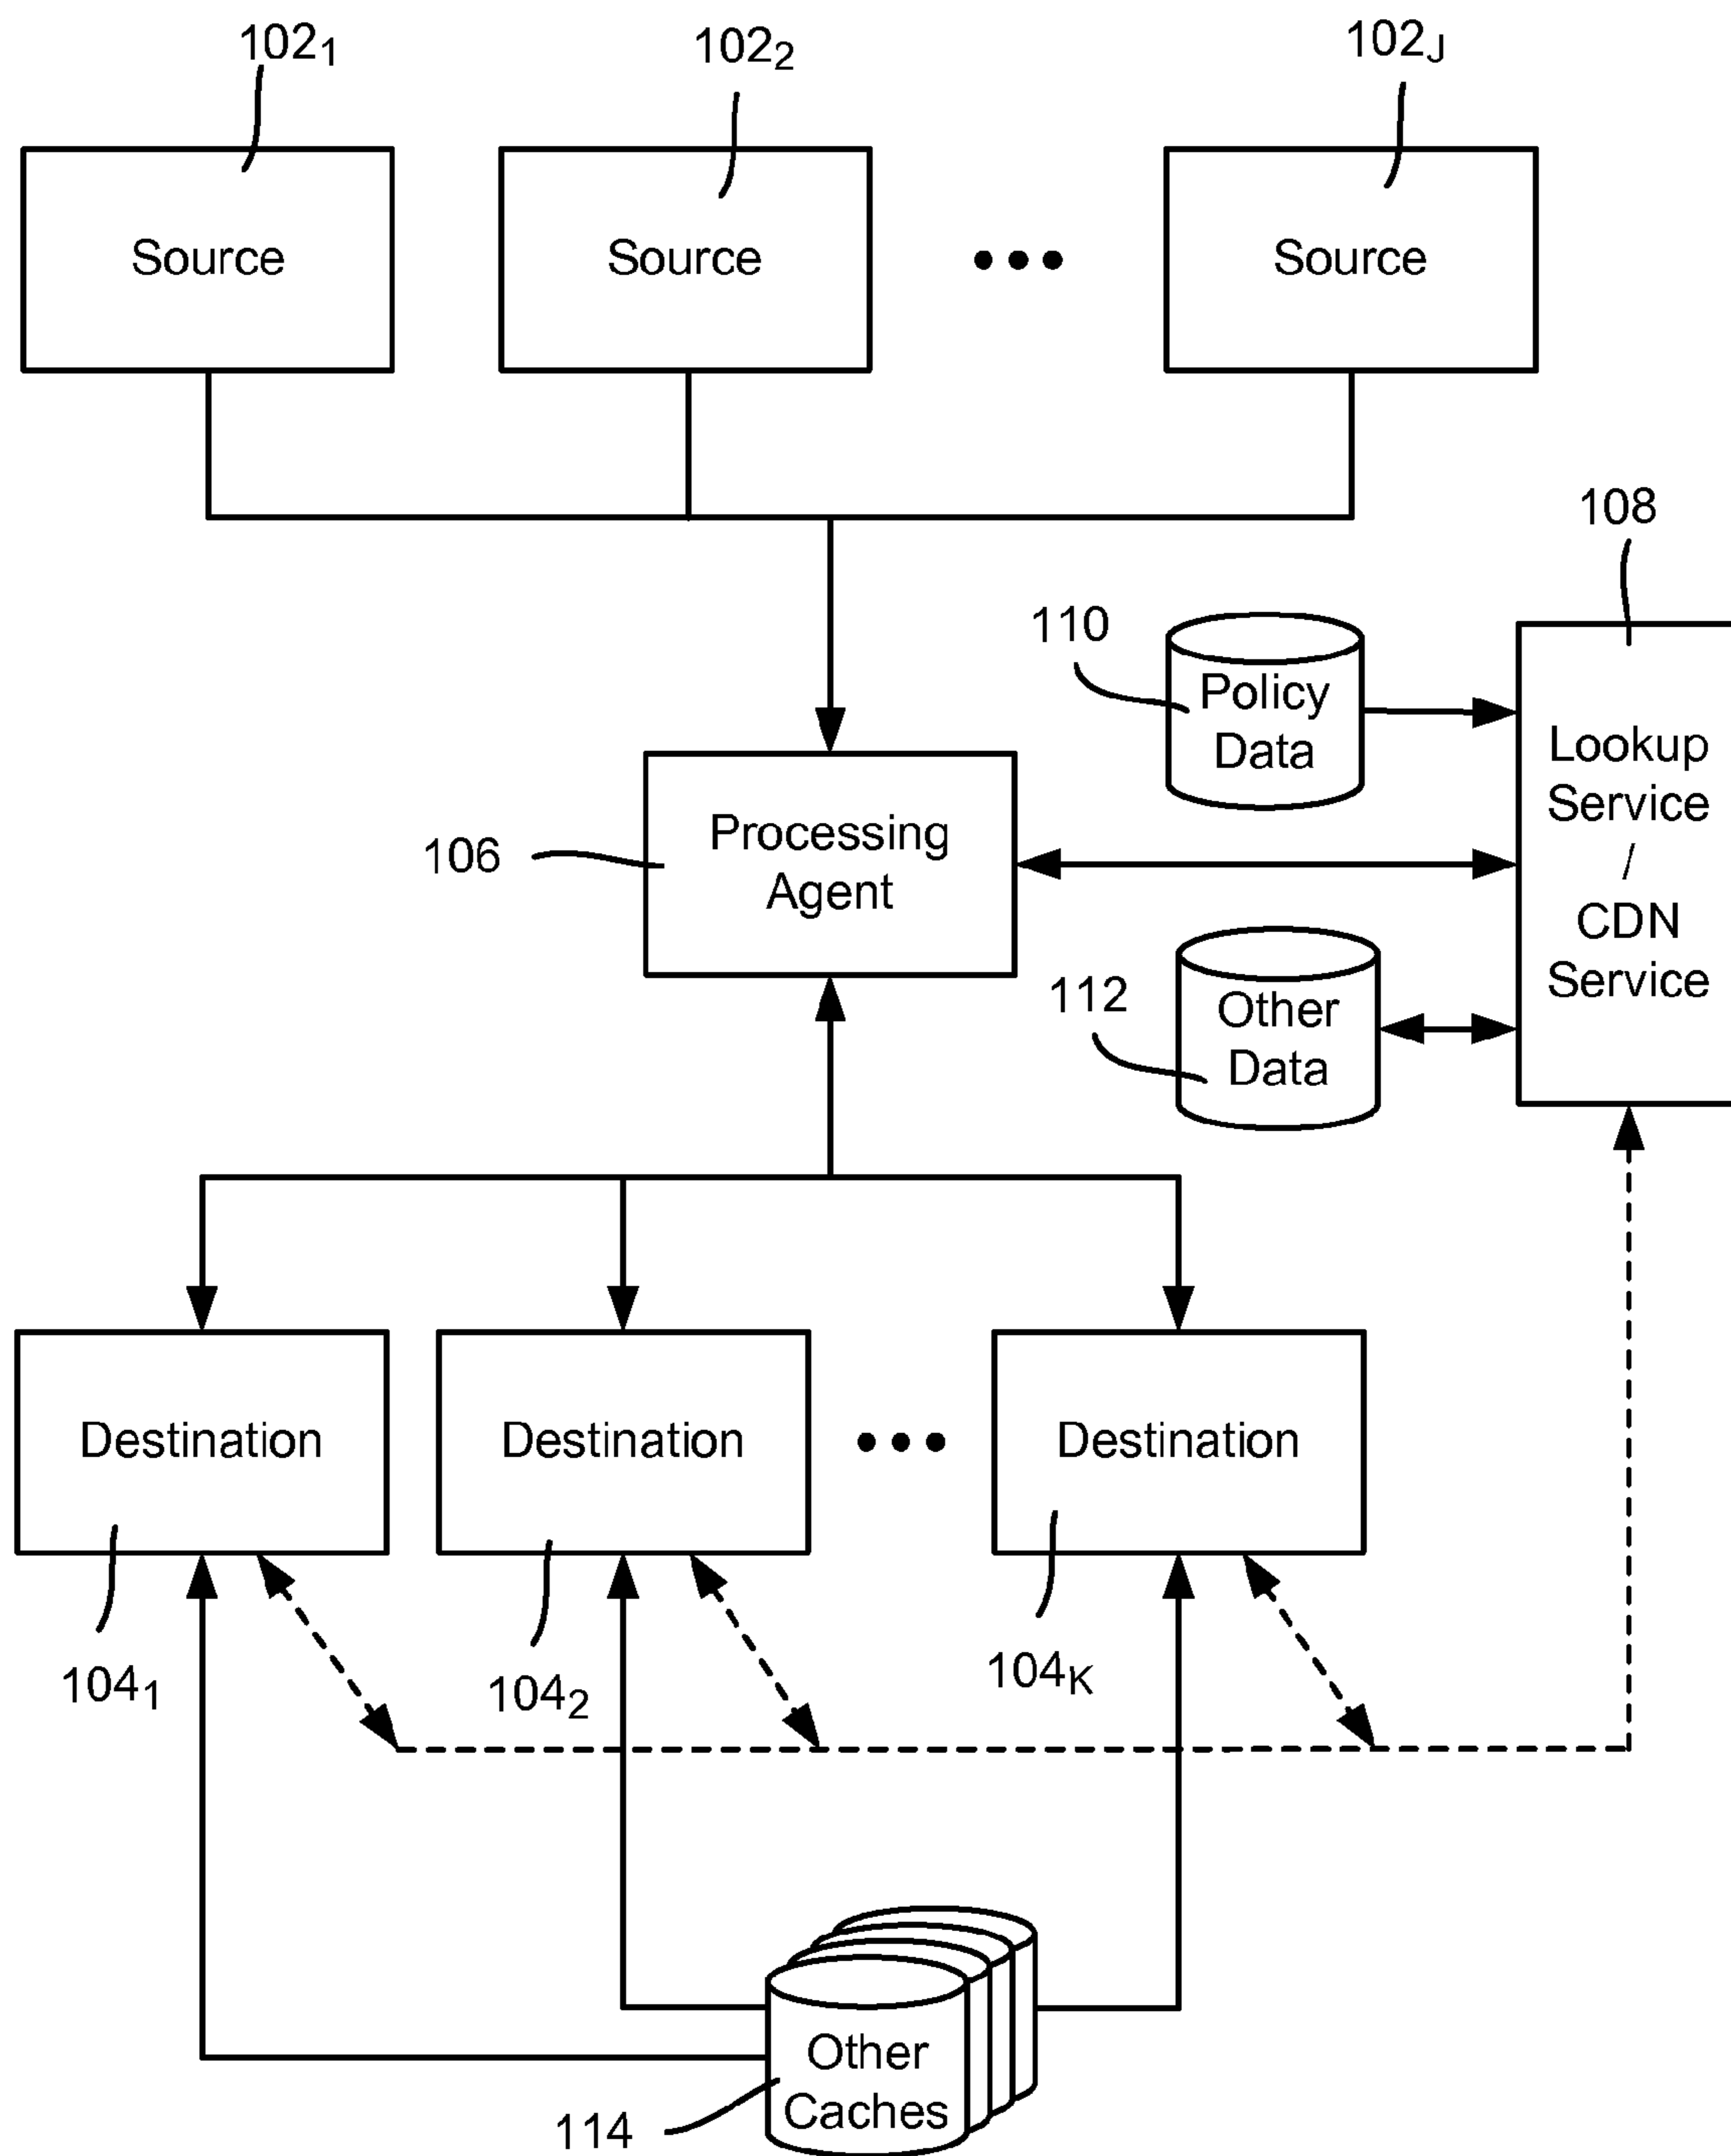 102₁
102₂
102J
Source
Source
Source
108
110
Policy
Data
Lookup
Service
/
CDN
Service
106
Processing
Agent
112
Other
Data
Destination
Destination
Destination
104₁
104₂
104K
Other
Caches
114